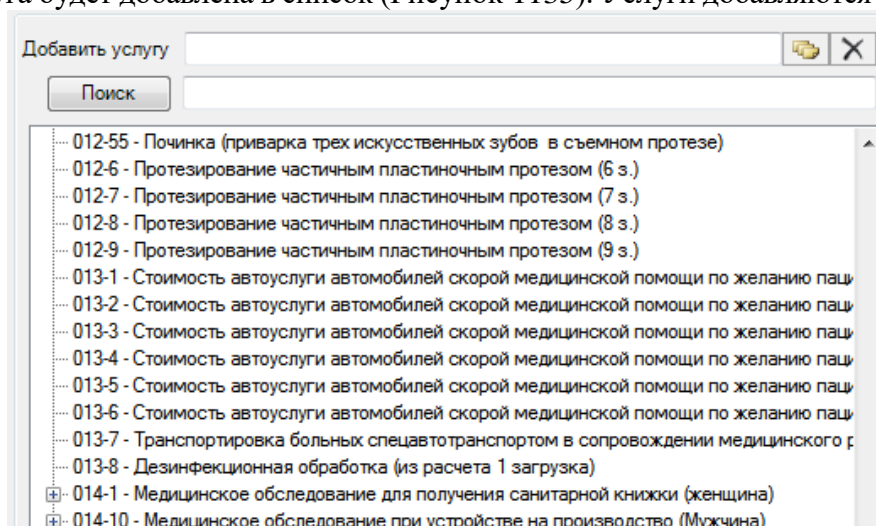 будет добавлена в список (Рисунок 1135). Услуги добавляются
Добавить услугу
Поиск
012-55 - Починка (приварка трех искусственных зубов в съемном протезе)
012-6 - Протезирование частичным пластиночным протезом (6 з.)
012-7 - Протезирование частичным пластиночным протезом (7 з.)
012-8 - Протезирование частичным пластиночным протезом (8 з.)
012-9 - Протезирование частичным пластиночным протезом (9 з.)
013-1 - Стоимость автоуслуги автомобилей скорой медицинской помощи по желанию паци
013-2 - Стоимость автоуслуги автомобилей скорой медицинской помощи по желанию паци
013-3 - Стоимость автоуслуги автомобилей скорой медицинской помощи по желанию паци
013-4 - Стоимость автоуслуги автомобилей скорой медицинской помощи по желанию паци
013-5 - Стоимость автоуслуги автомобилей скорой медицинской помощи по желанию паци
013-6 - Стоимость автоуслуги автомобилей скорой медицинской помощи по желанию паци
013-7 - Транспортировка больных спецавтотранспортом в сопровождении медицинского р
013-8 - Дезинфекционная обработка (из расчета 1 загрузка)
014-1 - Медицинское обследование для получения санитарной книжки (женщина)
014-10 - Медицинское обследование при устройстве на производство (Мужчина)